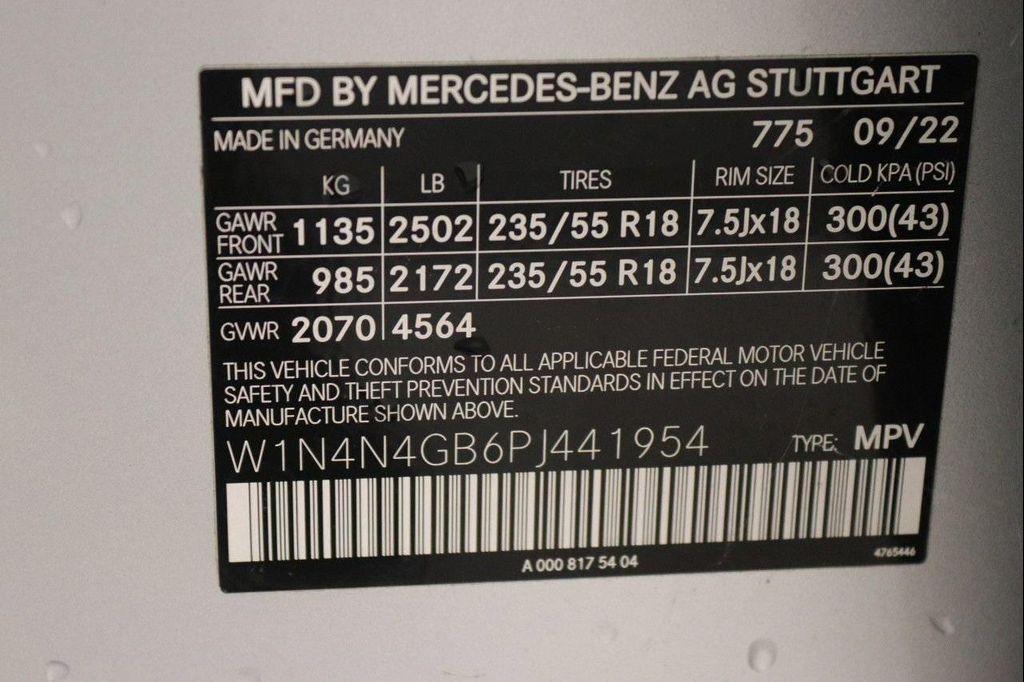 MFD BY MERCEDES-BENZ AG STUTTGART
MADE IN GERMANY 775 09/22
KG LB TIRES RIM SIZE COLD KPA (PSI)
GAWR FRONT 1135 2502 235/55 R18 7.5Jx18 300(43)
GAWR REAR 985 2172 235/55 R18 7.5Jx18 300(43)
GVWR 2070 4564
THIS VEHICLE CONFORMS TO ALL APPLICABLE FEDERAL MOTOR VEHICLE
SAFETY AND THEFT PREVENTION STANDARDS IN EFFECT ON THE DATE OF
MANUFACTURE SHOWN ABOVE.
W1N4N4GB6PJ441954 TYPE: MPV
A 000 817 54 04 4765446